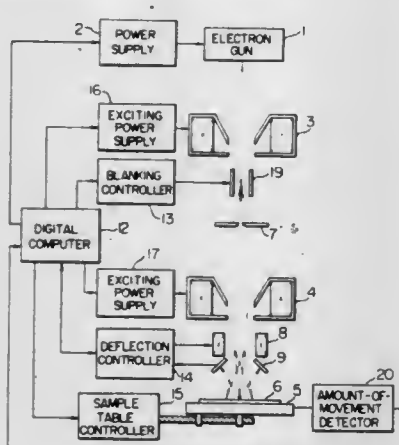 2
POWER
SUPPLY
ELECTRON
GUN
1
16
EXCITING
POWER
SUPPLY
3
BLANKING
CONTROLLER
13
19
7
DIGITAL
COMPUTER
12
17
EXCITING
POWER
SUPPLY
4
DEFLECTION
CONTROLLER
14
8
9
15
SAMPLE
TABLE
CONTROLLER
6
5
20
AMOUNT-OF-
MOVEMENT
DETECTOR